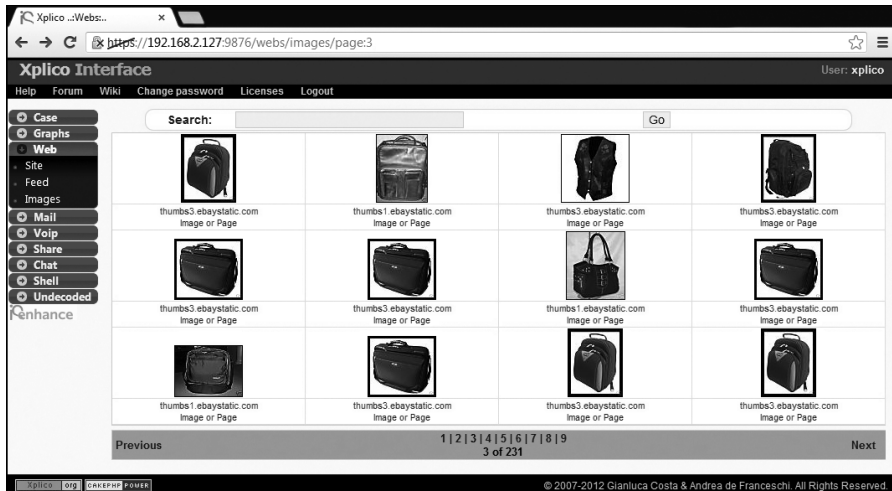 Xplico ..:Webs:..
https://192.168.2.127:9876/webs/images/page:3
Xplico Interface
User: xplico
Help Forum Wiki Change password Licenses Logout
Case
Graphs
Web
Site
Feed
Images
Mail
Voip
Share
Chat
Shell
Undecoded
enhance
Search:
Go
thumbs3.ebaystatic.com thumbs1.ebaystatic.com thumbs3.ebaystatic.com thumbs3.ebaystatic.com
Image or Page Image or Page Image or Page Image or Page
thumbs3.ebaystatic.com thumbs3.ebaystatic.com thumbs1.ebaystatic.com thumbs3.ebaystatic.com
Image or Page Image or Page Image or Page Image or Page
thumbs1.ebaystatic.com thumbs3.ebaystatic.com thumbs3.ebaystatic.com thumbs3.ebaystatic.com
Image or Page Image or Page Image or Page Image or Page
Previous
1 | 2 | 3 | 4 | 5 | 6 | 7 | 8 | 9
3 of 231
Next
Xplico org CAKEPHP POWER
© 2007-2012 Gianluca Costa & Andrea de Franceschi. All Rights Reserved.